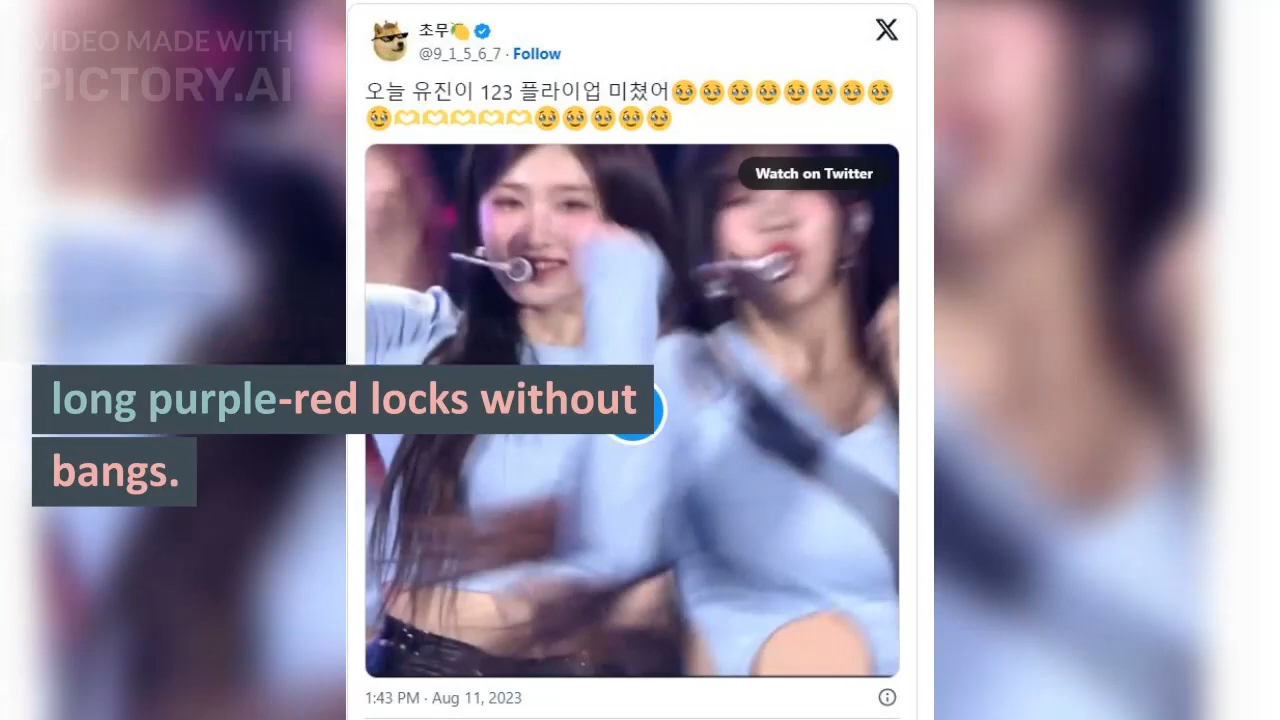 VIDEO MADE WITH
PICTORY.AI
초무🍋
@9_1_5_6_7 · Follow
오늘 유진이 123 플라이업 미쳤어🥹🥹🥹🥹🥹🥹🥹🥹
🥹🫶🫶🫶🫶🫶🥹🥹🥹🥹🥹
Watch on Twitter
long purple-red locks without
bangs.
1:43 PM · Aug 11, 2023